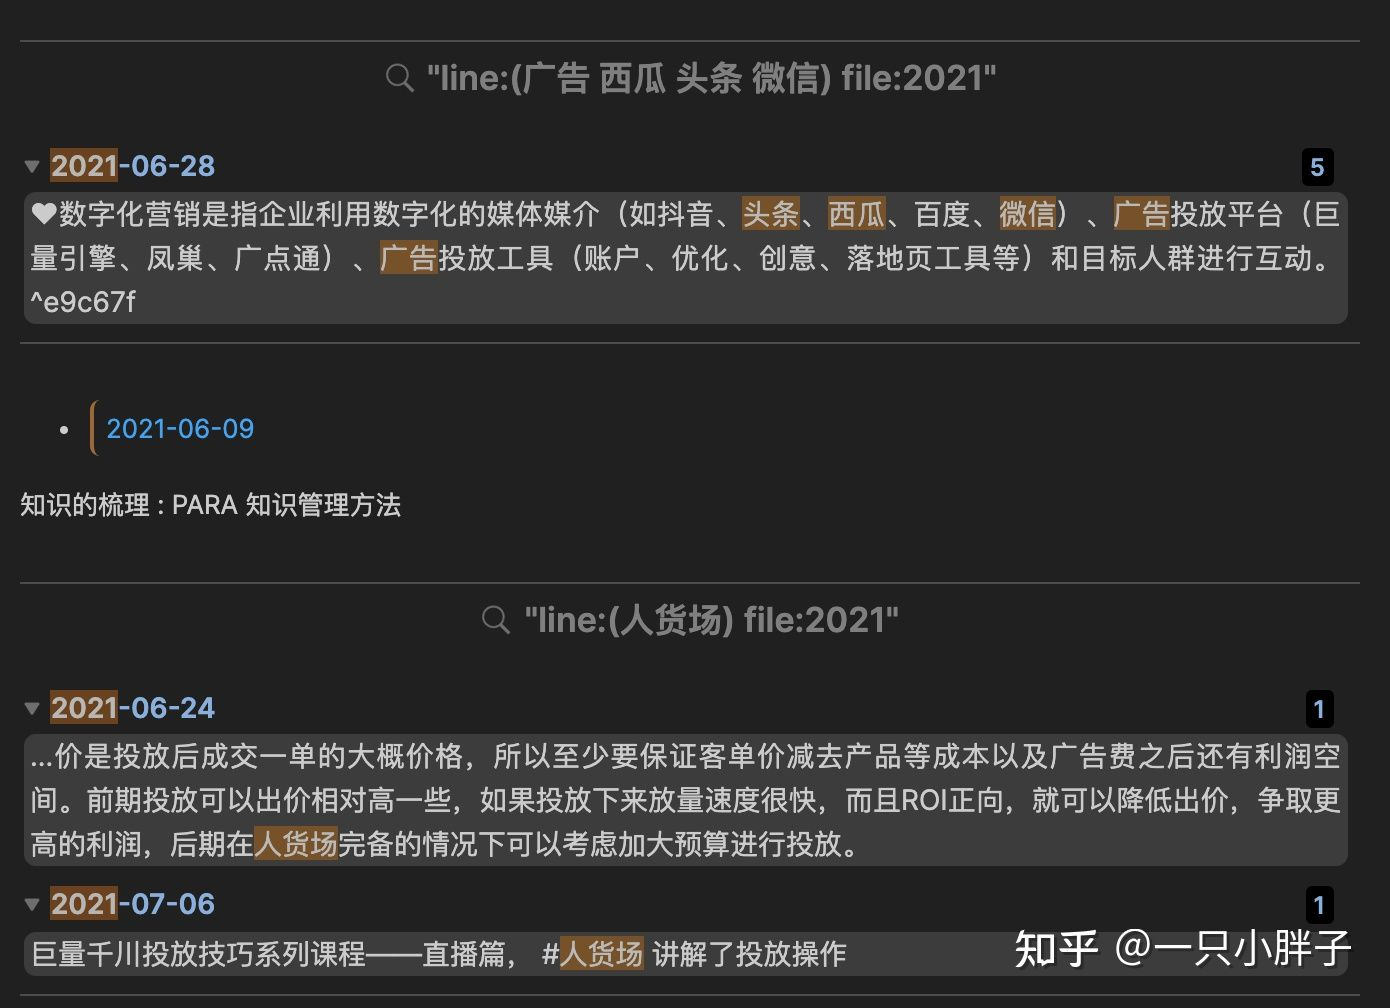 "line:(广告 西瓜 头条 微信) file:2021"
2021-06-28
5
❤数字化营销是指企业利用数字化的媒体媒介（如抖音、头条、西瓜、百度、微信）、广告投放平台（巨
量引擎、凤巢、广点通）、广告投放工具（账户、优化、创意、落地页工具等）和目标人群进行互动。
^e9c67f
• 2021-06-09
知识的梳理 : PARA 知识管理方法
"line:(人货场) file:2021"
2021-06-24
1
...价是投放后成交一单的大概价格，所以至少要保证客单价减去产品等成本以及广告费之后还有利润空
间。前期投放可以出价相对高一些，如果投放下来放量速度很快，而且ROI正向，就可以降低出价，争取更
高的利润，后期在人货场完备的情况下可以考虑加大预算进行投放。
2021-07-06
1
巨量千川投放技巧系列课程——直播篇， #人货场 讲解了投放操作
知乎 @一只小胖子